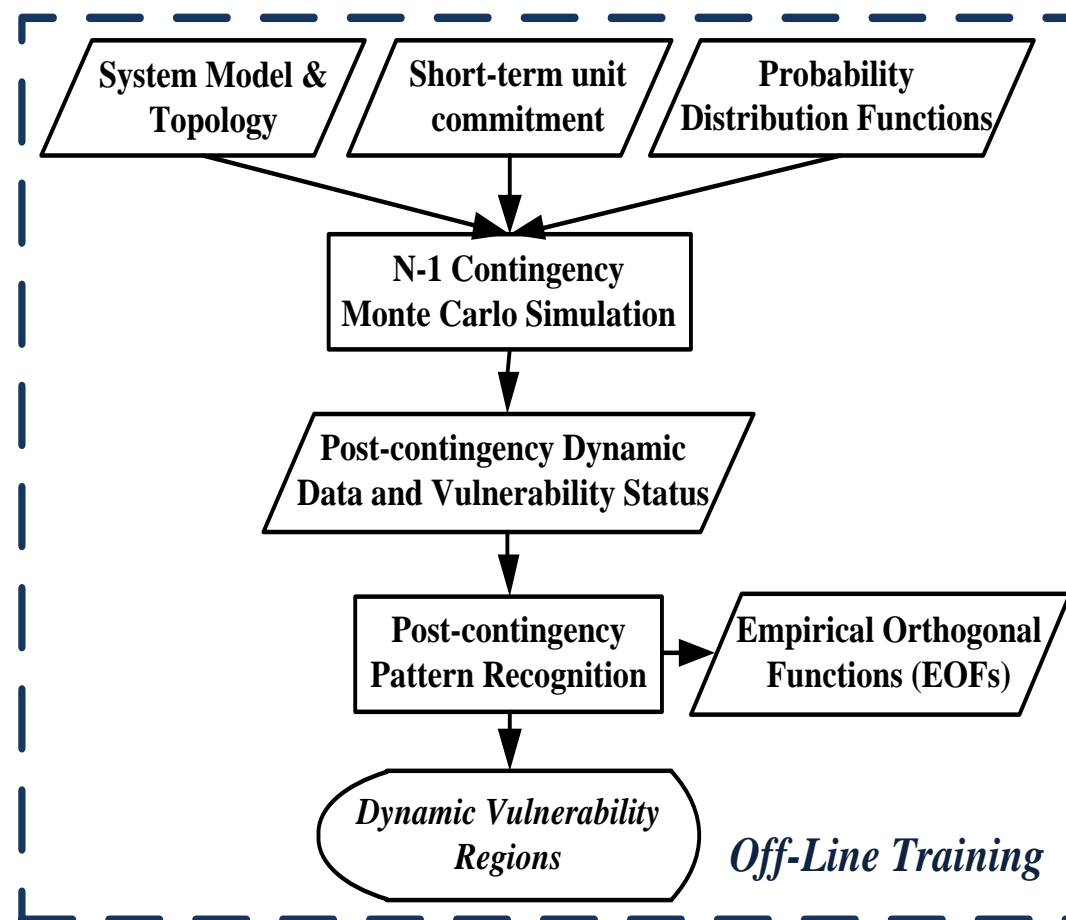 System Model &
Topology
Short-term unit
commitment
Probability
Distribution Functions
N-1 Contingency
Monte Carlo Simulation
Post-contingency Dynamic
Data and Vulnerability Status
Post-contingency
Pattern Recognition
Empirical Orthogonal
Functions (EOFs)
Dynamic Vulnerability
Regions
Off-Line Training